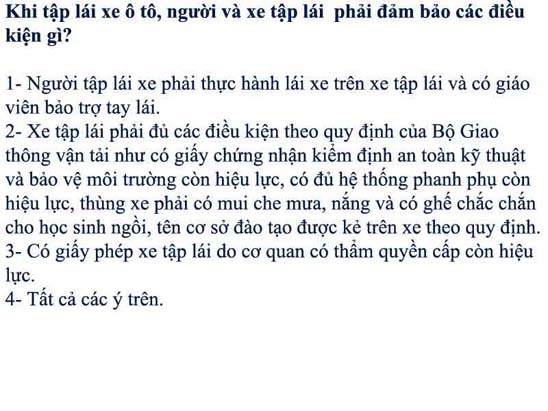 Khi tập lái xe ô tô, người và xe tập lái phải đảm bảo các điều
kiện gì?
1- Người tập lái xe phải thực hành lái xe trên xe tập lái và có giáo
viên bảo trợ tay lái.
2- Xe tập lái phải đủ các điều kiện theo quy định của Bộ Giao
thông vận tải như có giấy chứng nhận kiểm định an toàn kỹ thuật
và bảo vệ môi trường còn hiệu lực, có đủ hệ thống phanh phụ còn
hiệu lực, thùng xe phải có mui che mưa, nắng và có ghế chắc chắn
cho học sinh ngồi, tên cơ sở đào tạo được kẻ trên xe theo quy định.
3- Có giấy phép xe tập lái do cơ quan có thẩm quyền cấp còn hiệu
lực.
4- Tất cả các ý trên.